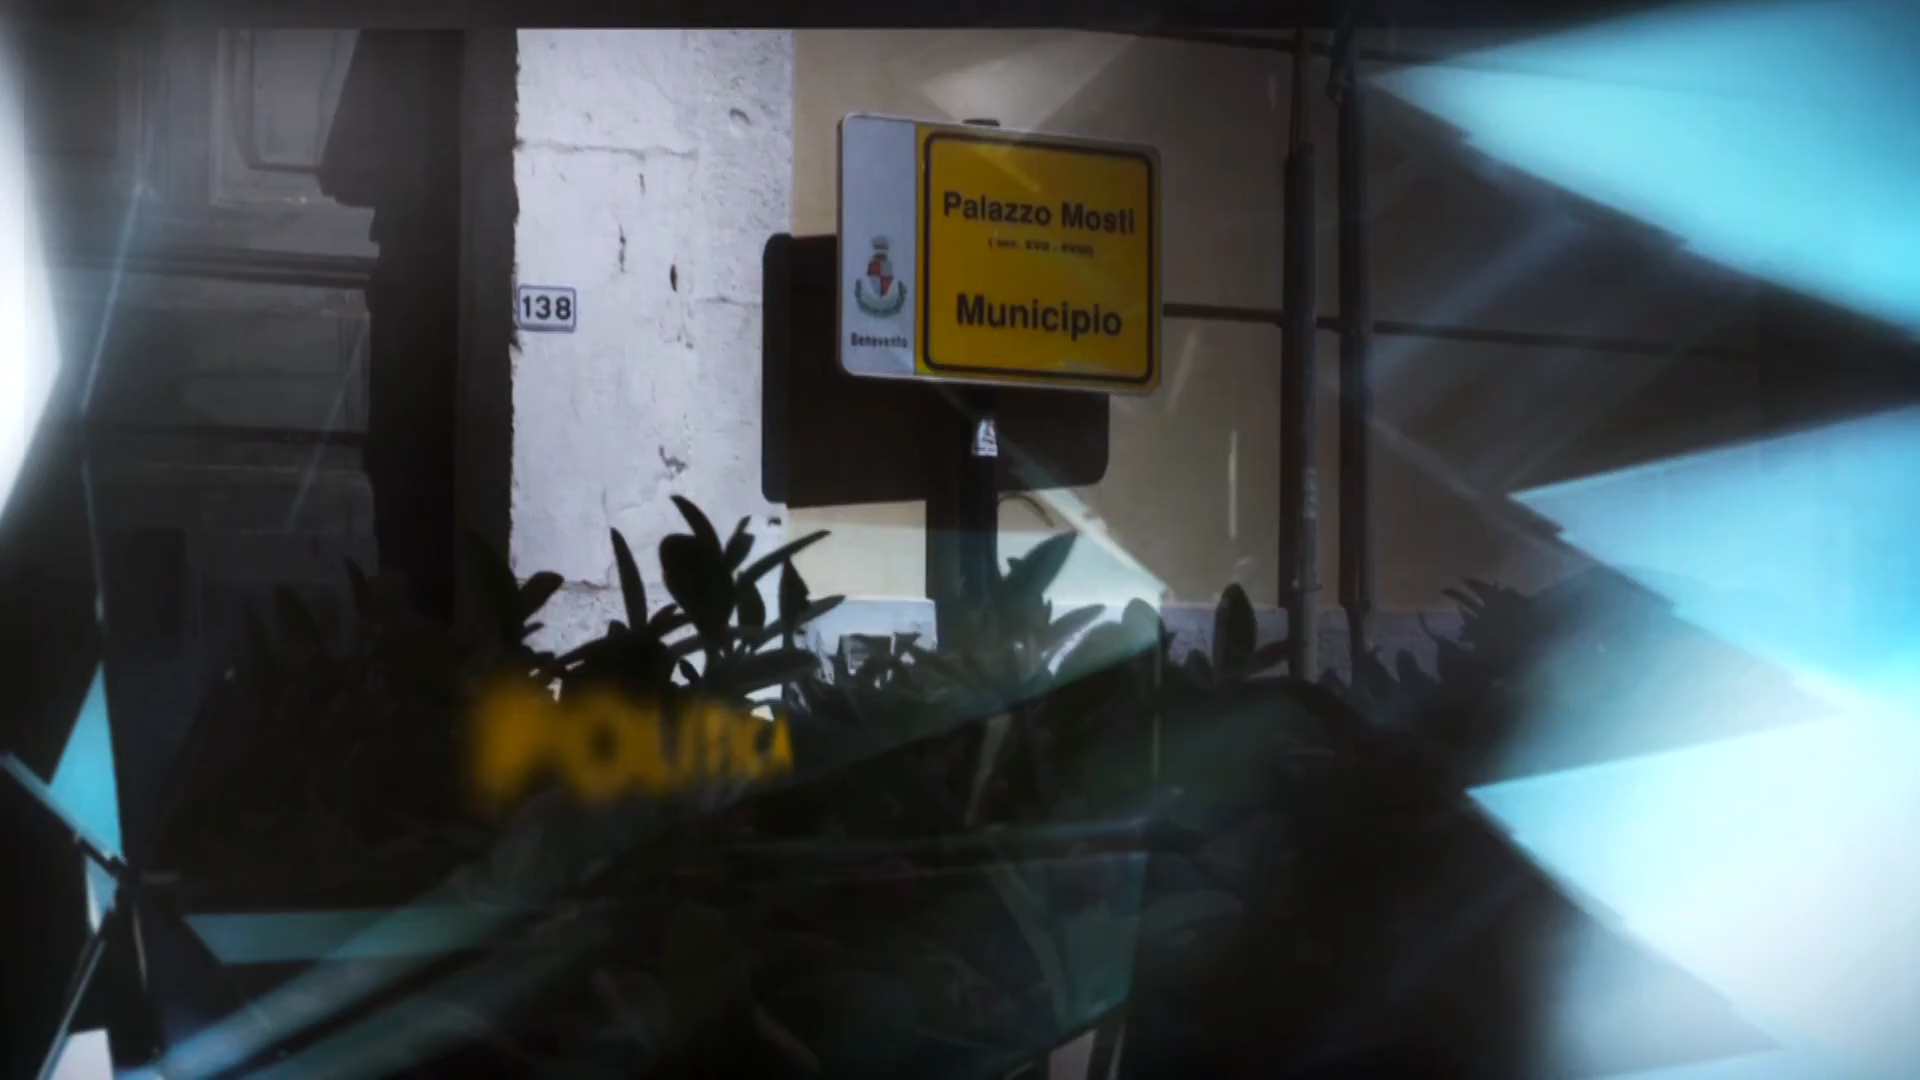 138
Palazzo Mosti
Municipio
Benevento
POLITICA